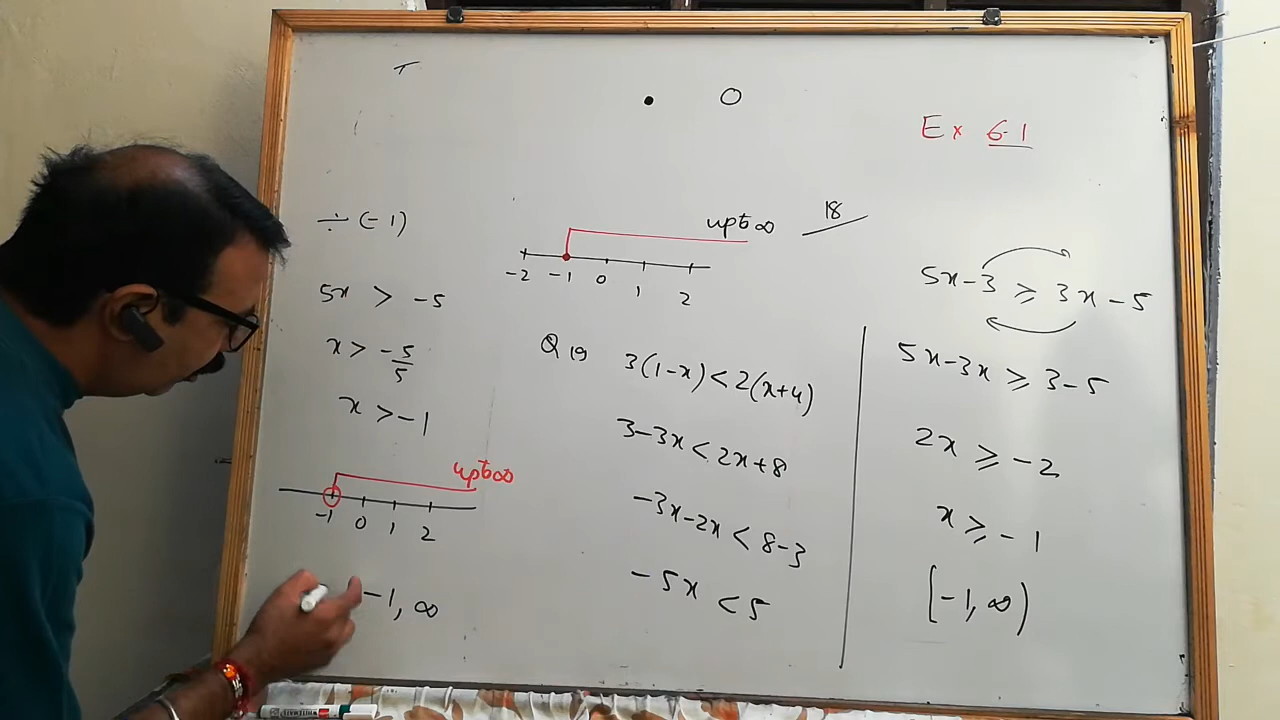 Ex 6.1
18
upto ∞
-2 -1 0 1 2
5x-3 ≥ 3x-5
5x-3x ≥ 3-5
2x ≥ -2
x ≥ -1
[-1, ∞)
Q 19 3(1-x) < 2(x+4)
3-3x < 2x+8
-3x-2x < 8-3
-5x < 5
÷ (-1)
5x > -5
x > -5/5
x > -1
upto ∞
-1 0 1 2
-1, ∞